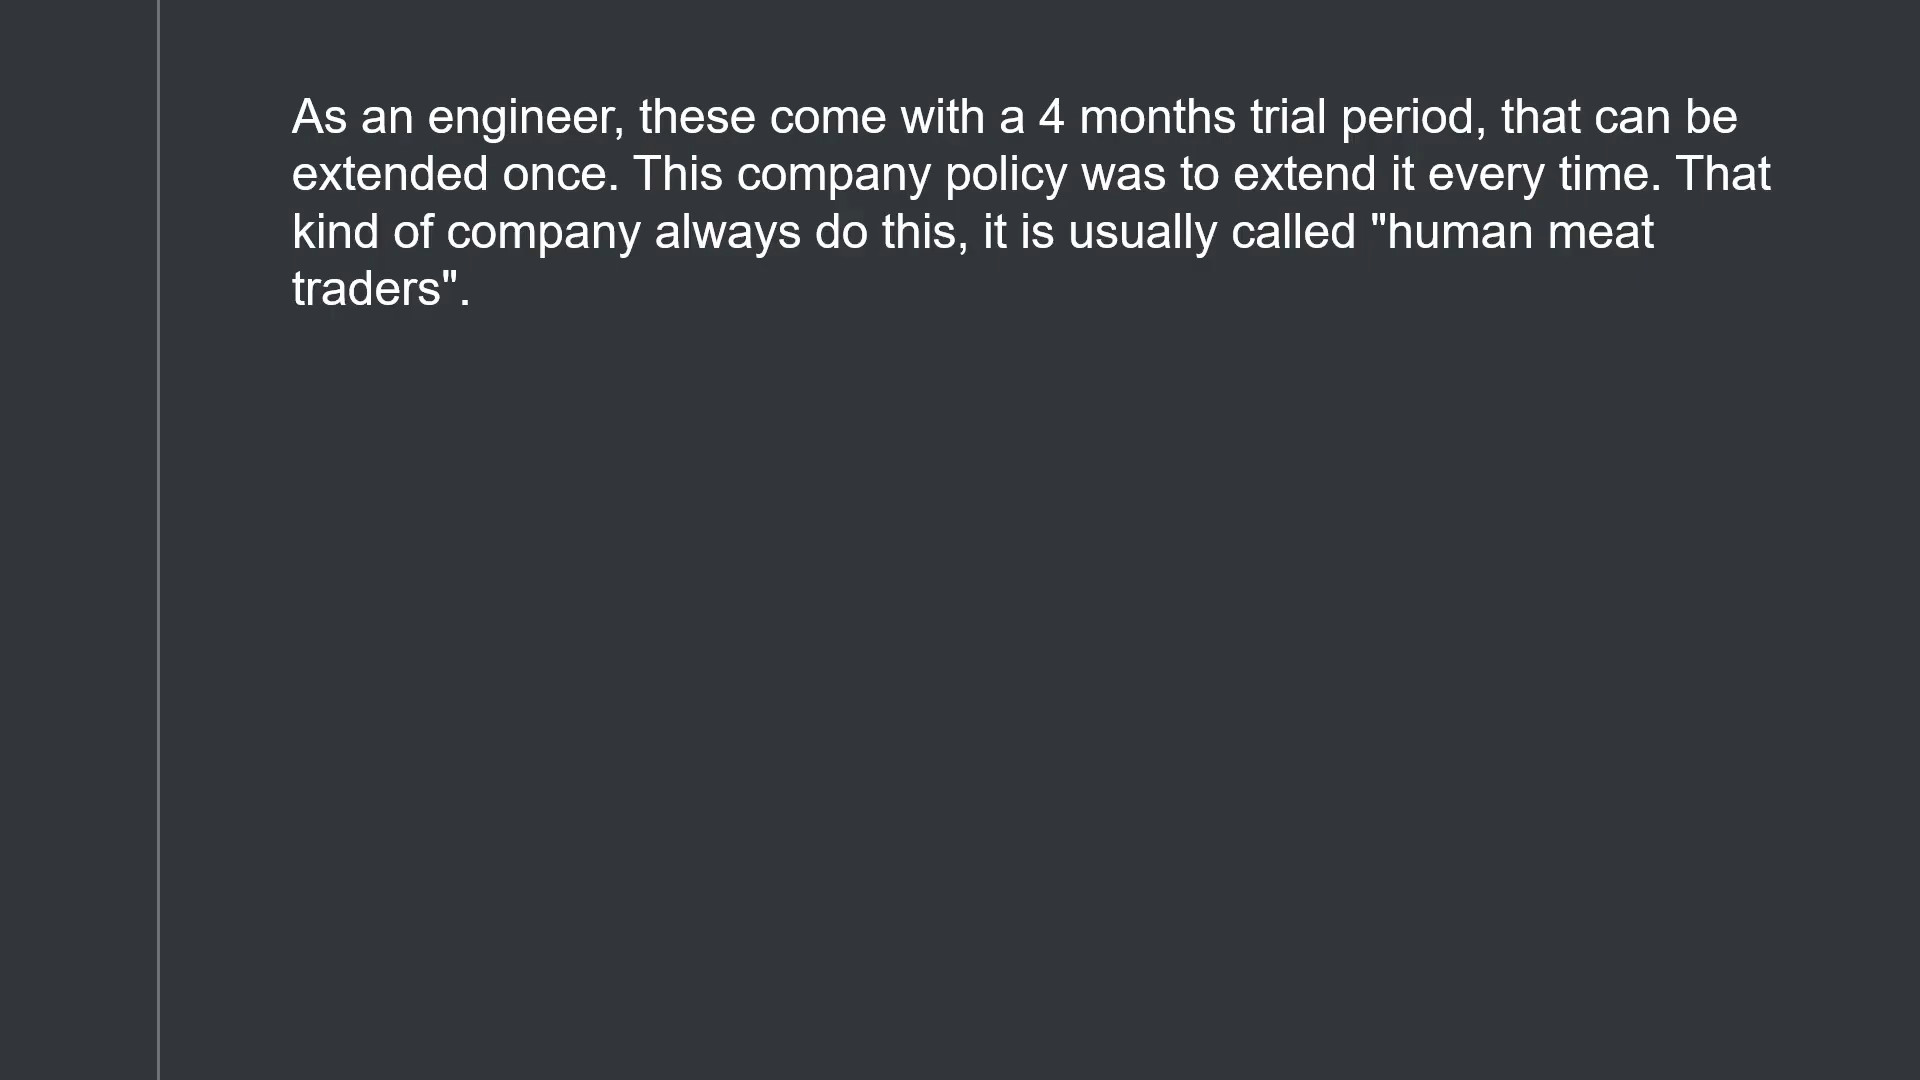 As an engineer, these come with a 4 months trial period, that can be
extended once. This company policy was to extend it every time. That
kind of company always do this, it is usually called "human meat
traders".